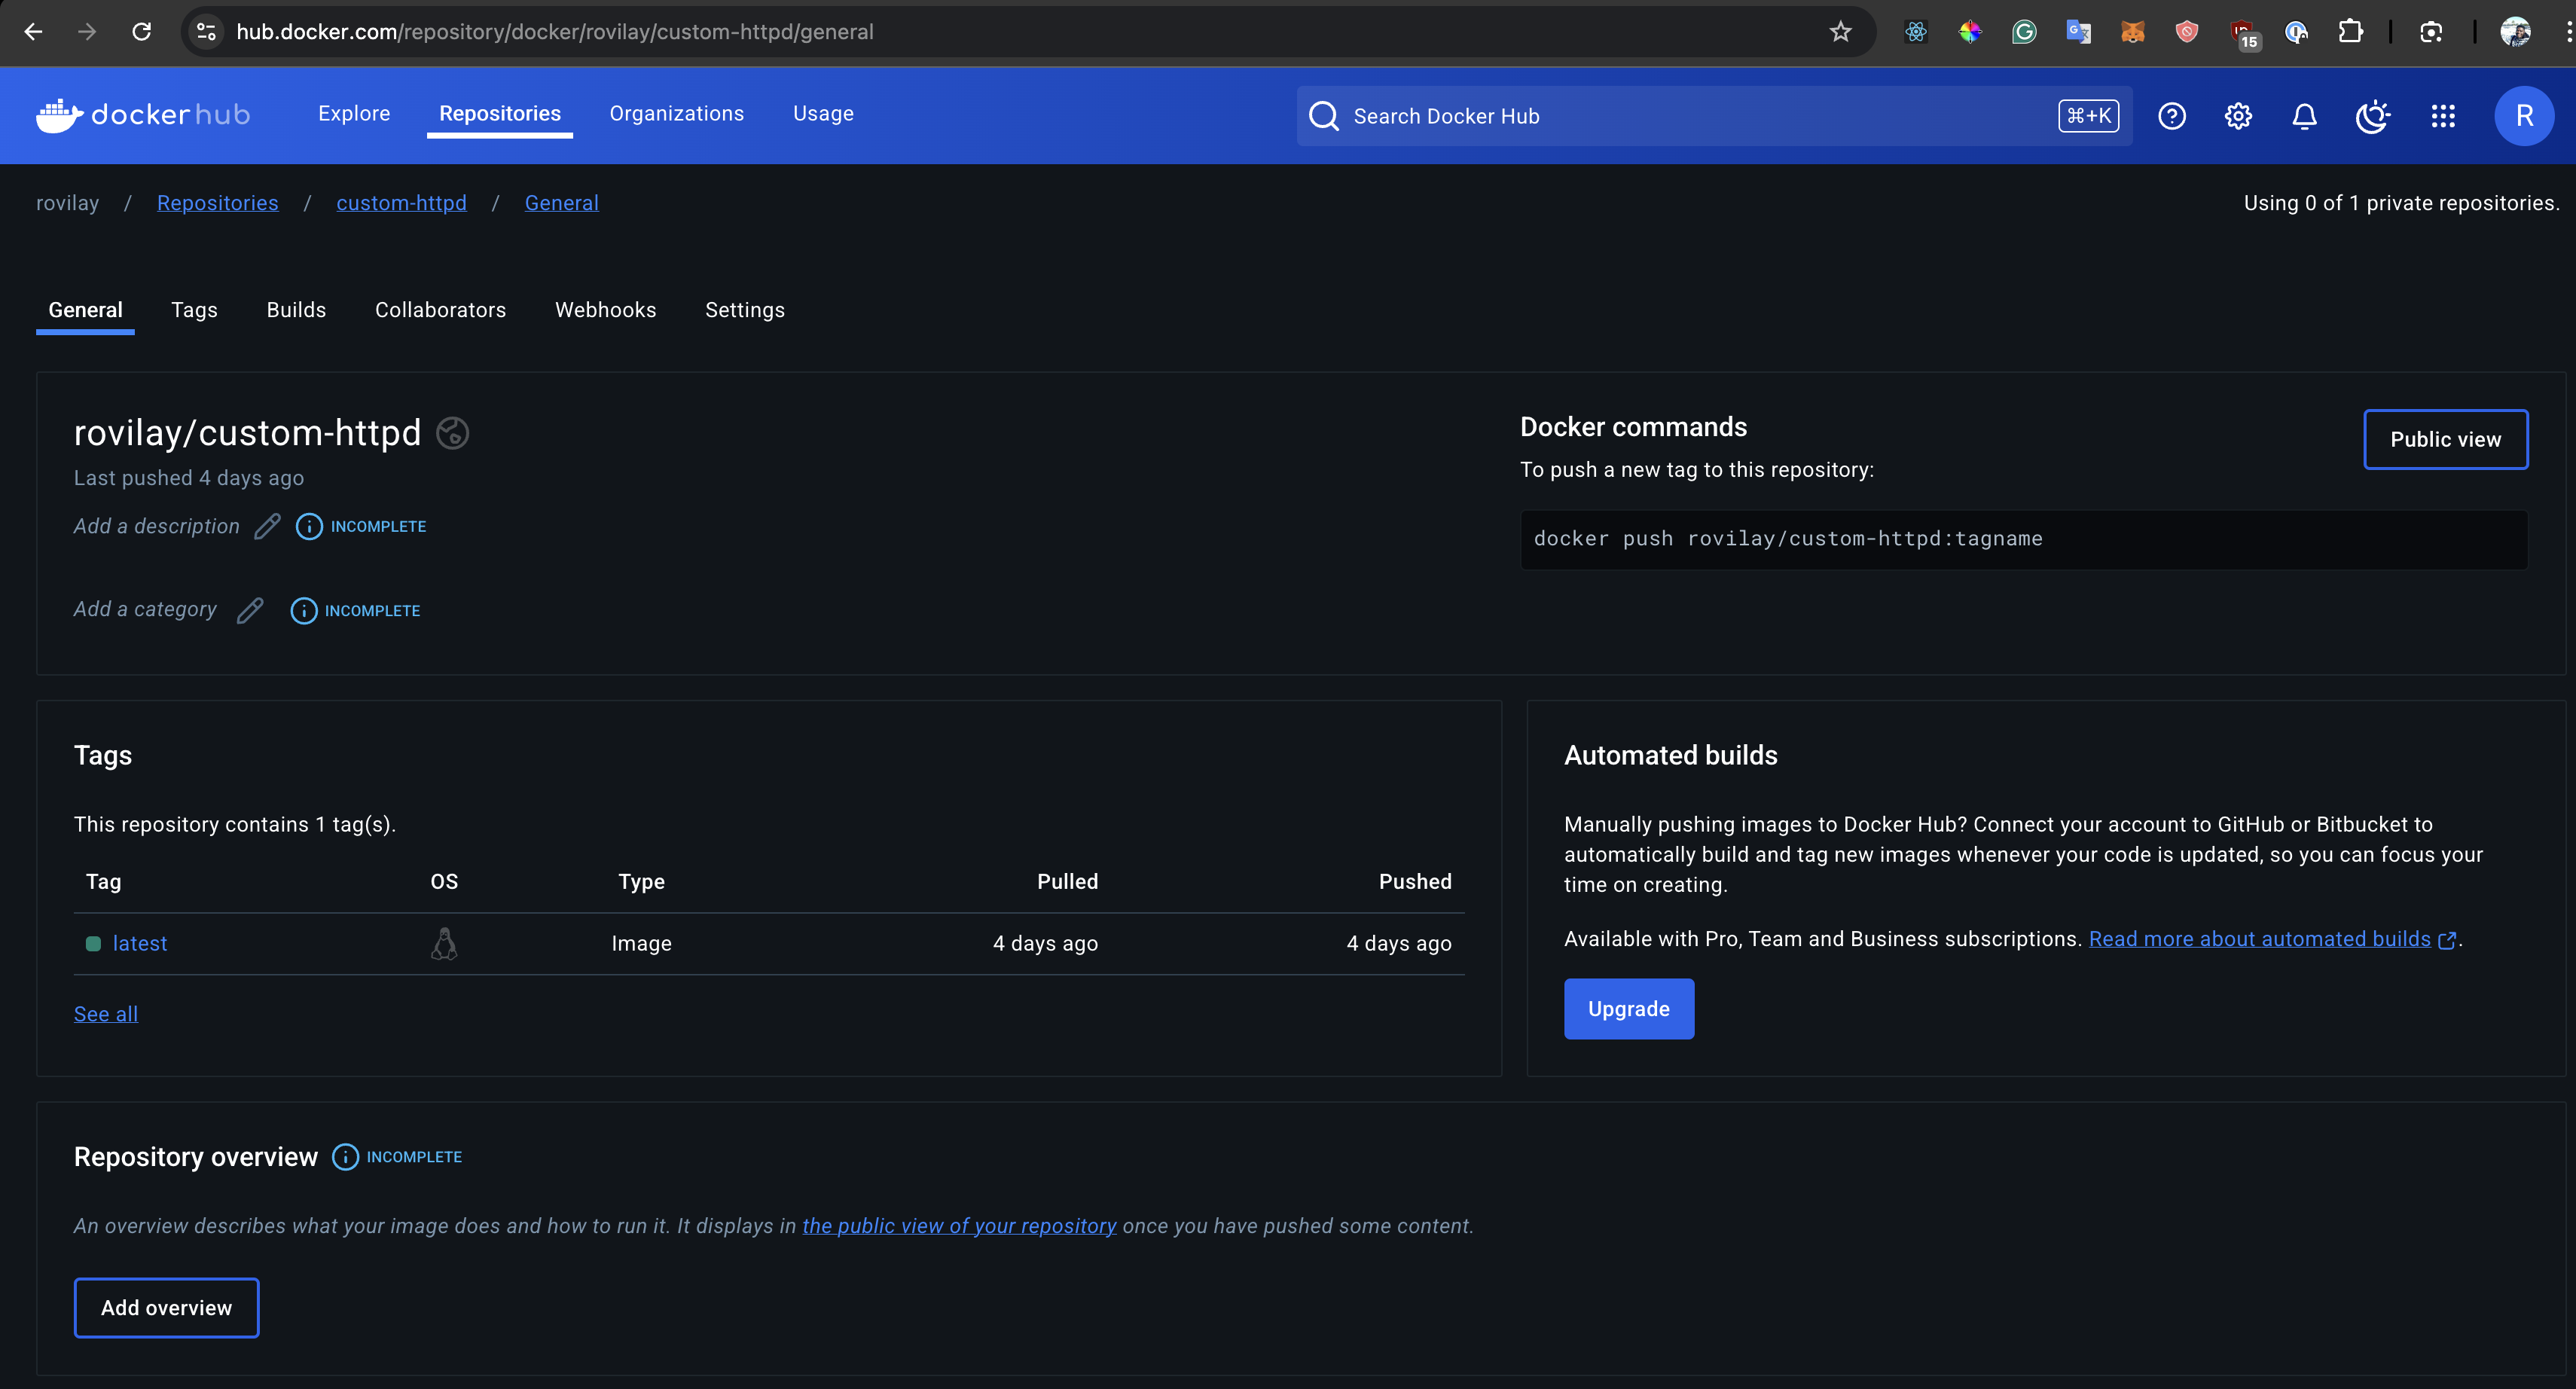 hub.docker.com/repository/docker/rovilay/custom-httpd/general
15
docker hub
Explore
Repositories
Organizations
Usage
Search Docker Hub
⌘+K
R
rovilay / Repositories / custom-httpd / General
Using 0 of 1 private repositories.
General
Tags
Builds
Collaborators
Webhooks
Settings
rovilay/custom-httpd
Last pushed 4 days ago
Add a description
INCOMPLETE
Add a category
INCOMPLETE
Docker commands
Public view
To push a new tag to this repository:
docker push rovilay/custom-httpd:tagname
Tags
This repository contains 1 tag(s).
Tag OS Type Pulled Pushed
latest Image 4 days ago 4 days ago
See all
Automated builds
Manually pushing images to Docker Hub? Connect your account to GitHub or Bitbucket to
automatically build and tag new images whenever your code is updated, so you can focus your
time on creating.
Available with Pro, Team and Business subscriptions. Read more about automated builds.
Upgrade
Repository overview
INCOMPLETE
An overview describes what your image does and how to run it. It displays in the public view of your repository once you have pushed some content.
Add overview